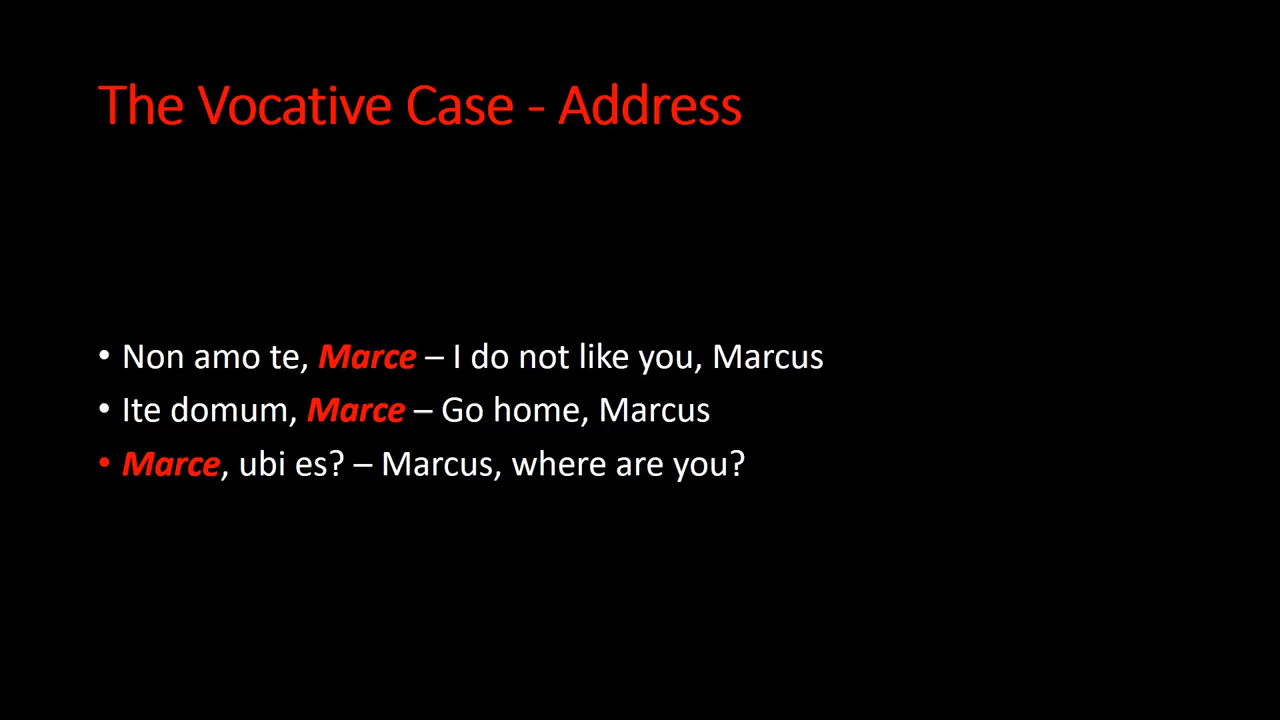 The Vocative Case - Address
• Non amo te, Marce – I do not like you, Marcus
• Ite domum, Marce – Go home, Marcus
• Marce, ubi es? – Marcus, where are you?